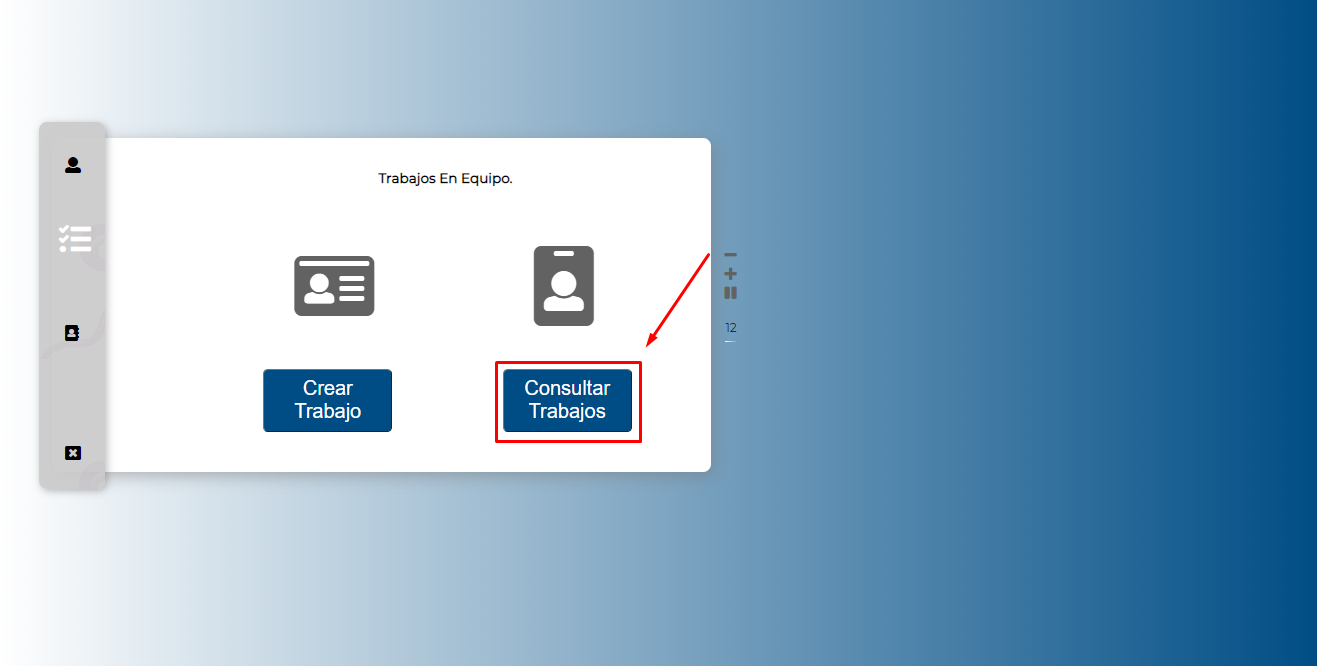 Trabajos En Equipo.
12
Crear
Trabajo
Consultar
Trabajos